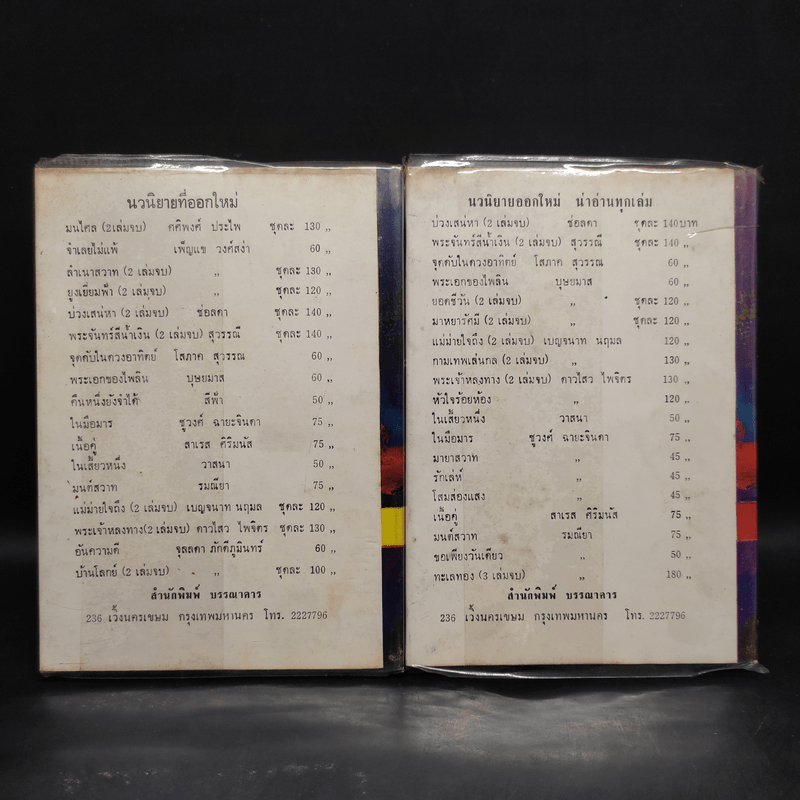 นวนิยายที่ออกใหม่
มนไศล (2เล่มจบ) ศศิพงศ์ ประไพ ชุดละ 130 ,,
จำเลยไม่แพ้ เพ็ญแข วงศ์สง่า 60 ,,
ลำเนาสวาท (2 เล่มจบ) ,, ชุดละ 130 ,,
ยูงเยี่ยมฟ้า (2 เล่มจบ) ,, ชุดละ 120 ,,
บ่วงเสน่หา (2 เล่มจบ) ช่อลดา ชุดละ 140 ,,
พระจันทร์สีน้ำเงิน (2 เล่มจบ) สุวรรณี ชุดละ 140 ,,
จุดดับในดวงอาทิตย์ โสภาค สุวรรณ 60 ,,
พระเอกของไพลิน บุษยมาส 60 ,,
คืนหนึ่งยังจำได้ สีฟ้า 50 ,,
ในมือมาร ชูวงศ์ ฉายะจินดา 75 ,,
เนื้อคู่ สาเรส ศิริมนัส 75 ,,
ในเสี้ยวหนึ่ง วาสนา 50 ,,
มนต์สวาท รมณียา 75 ,,
แม่ม่ายใจถึง (2 เล่มจบ) เบญจนาท นฤมล ชุดละ 120 ,,
พระเจ้าหลงทาง(2 เล่มจบ) ดาวไสว ไพจิตร ชุดละ 130 ,,
อันความดี จุลลดา ภักดีภูมินทร์ 60 ,,
บ้านโลกย์ (2 เล่มจบ) ,, ชุดละ 100 ,,
สำนักพิมพ์ บรรณาคาร
236 เวิ้งนครเขษม กรุงเทพมหานคร โทร. 2227796
นวนิยายออกใหม่ น่าอ่านทุกเล่ม
บ่วงเสน่หา (2 เล่มจบ) ช่อลดา ชุดละ 140บาท
พระจันทร์สีน้ำเงิน (2 เล่มจบ) สุวรรณี ชุดละ 140 ,,
จุดดับในดวงอาทิตย์ โสภาค สุวรรณี 60 ,,
พระเอกของไพลิน บุษยมาส 60 ,,
ยอดชีวัน (2 เล่มจบ) ,, ชุดละ 120 ,,
มาหยารัศมี (2 เล่มจบ) ,, ชุดละ 120 ,,
แม่ม่ายใจถึง (2 เล่มจบ) เบญจนาท นฤมล 120 ,,
กามเทพเล่นกล (2 เล่มจบ) ,, 130 ,,
พระเจ้าหลงทาง (2 เล่มจบ) ดาวไสว ไพจิตร 130 ,,
หัวใจร้อยห้อง ,, 120 ,,
ในเสี้ยวหนึ่ง วาสนา 50 ,,
ในมือมาร ชูวงศ์ ฉายะจินดา 75 ,,
มายาสวาท ,, 45 ,,
รักเล่ห์ ,, 45 ,,
โสมส่องแสง ,, 45 ,,
เนื้อคู่ สาเรส ศิริมนัส 75 ,,
มนต์สวาท รมณียา 75 ,,
ขอเพียงวันเดียว ,, 50 ,,
ทะเลทอง (3 เล่มจบ) ,, 180 ,,
สำนักพิมพ์ บรรณาคาร
236 เวิ้งนครเขษม กรุงเทพมหานคร โทร. 2227796